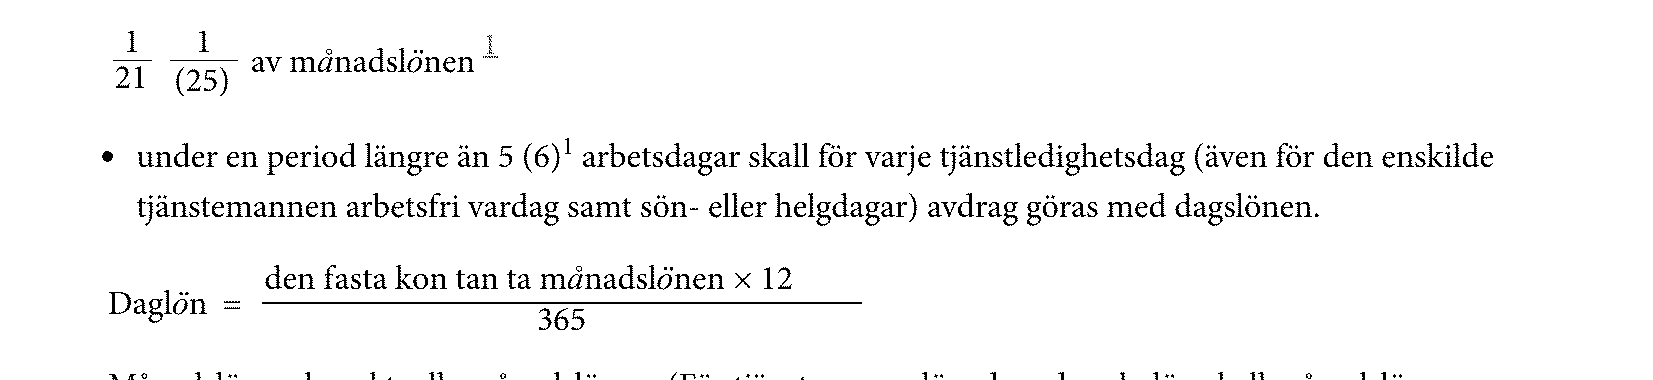 1/21 1/(25) av månadslönen 1
• under en period längre än 5 (6)1 arbetsdagar skall för varje tjänstledighetsdag (även för den enskilde
tjänstemannen arbetsfri vardag samt sön- eller helgdagar) avdrag göras med dagslönen.
Daglön = den fasta kon tan ta månadslönen × 12 / 365